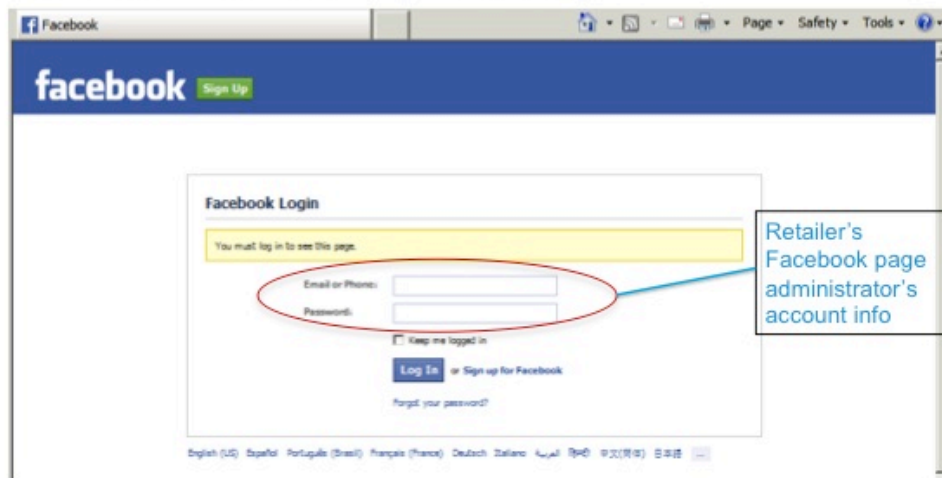 Facebook
Page Safety Tools
facebook Sign Up
Facebook Login
You must log in to see this page.
Email or Phone:
Password:
Keep me logged in
Log In or Sign up for Facebook
Forgot your password?
Retailer's
Facebook page
administrator's
account info
English (US) Español Português (Brasil) Français (France) Deutsch Italiano العربية हिन्दी 中文(简体) 日本語 ...